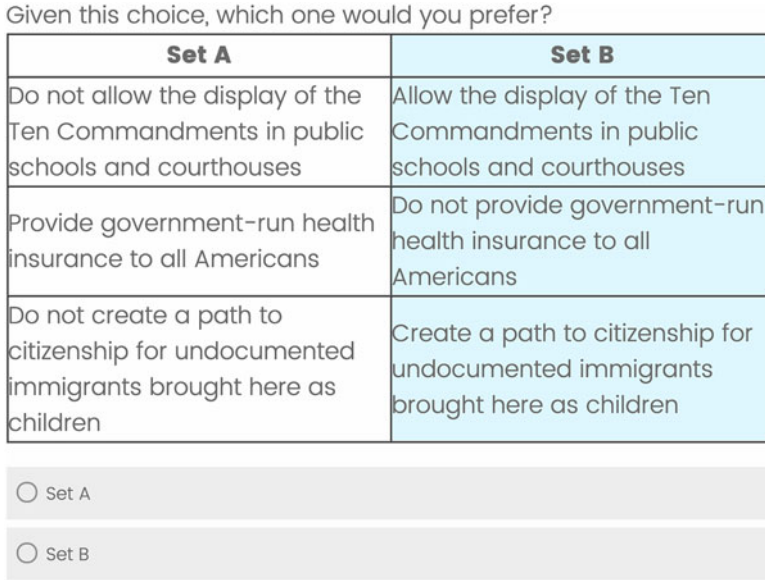 Given this choice, which one would you prefer?
Set A
Set B
Do not allow the display of the
Ten Commandments in public
schools and courthouses
Allow the display of the Ten
Commandments in public
schools and courthouses
Provide government-run health
insurance to all Americans
Do not provide government-run
health insurance to all
Americans
Do not create a path to
citizenship for undocumented
immigrants brought here as
children
Create a path to citizenship for
undocumented immigrants
brought here as children
Set A
Set B